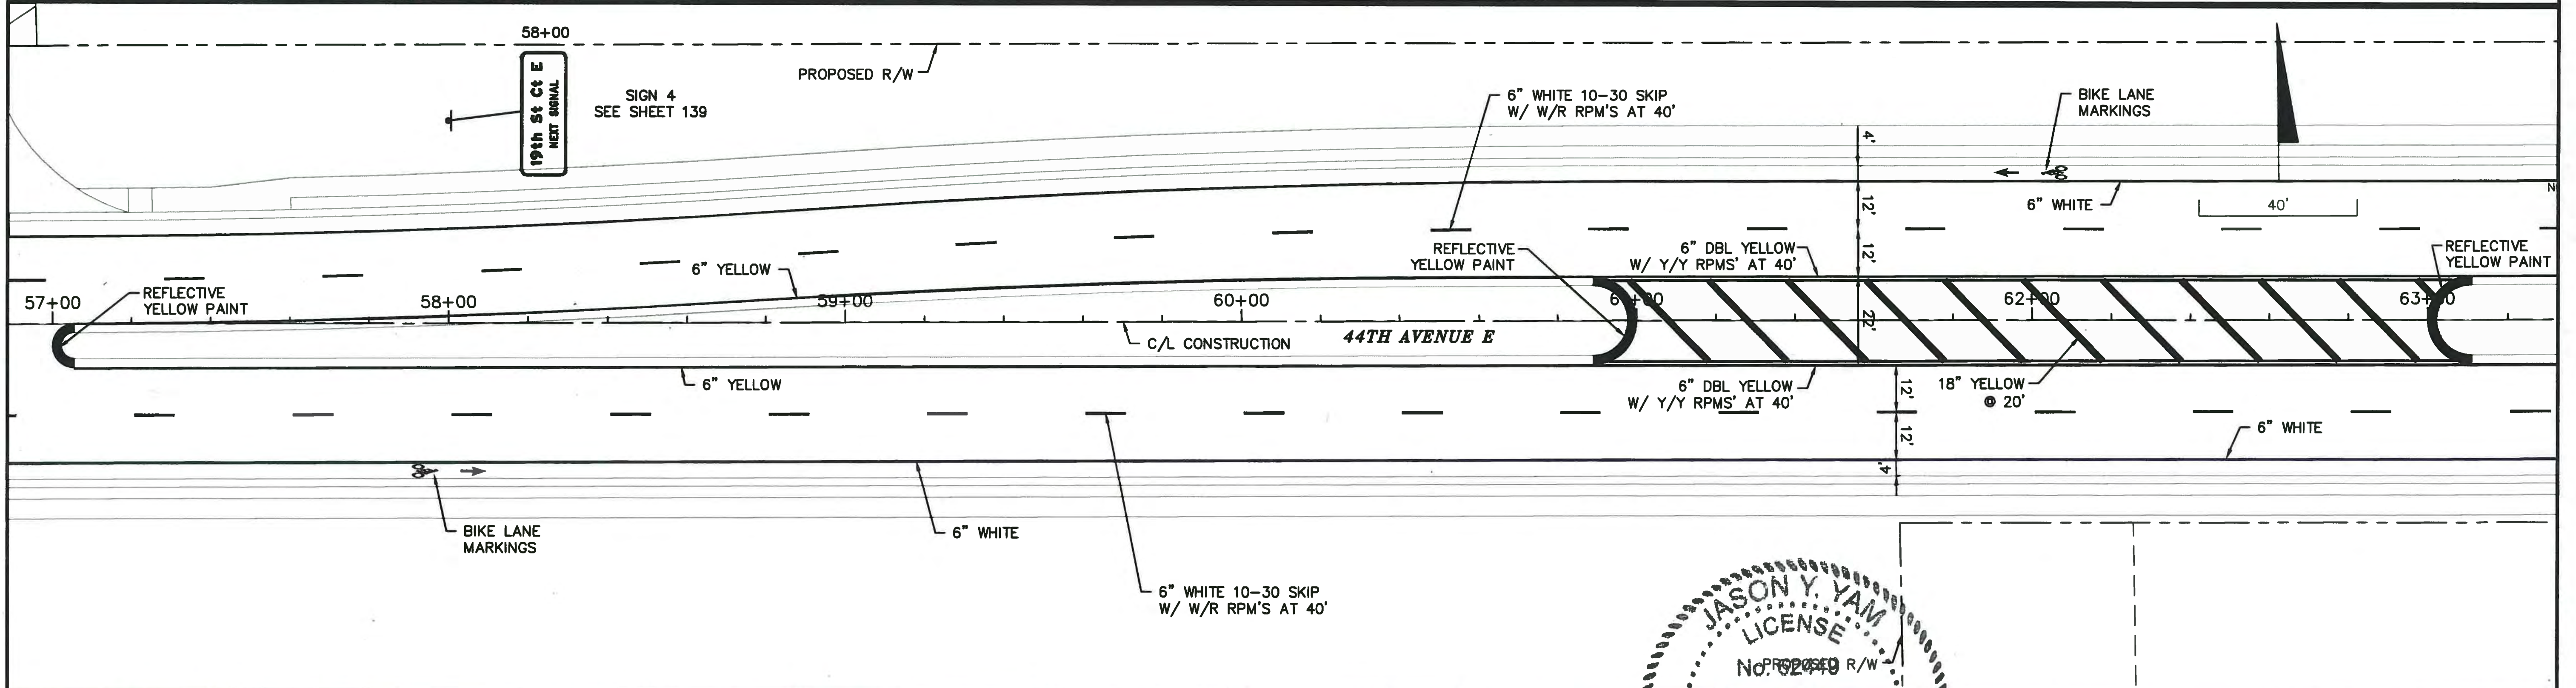 58+00
19th St Ct E
NEXT SIGNAL
SIGN 4
SEE SHEET 139
PROPOSED R/W
6" WHITE 10-30 SKIP
W/ W/R RPM'S AT 40'
BIKE LANE
MARKINGS
4'
12'
12'
22'
6" WHITE
40'
REFLECTIVE
YELLOW PAINT
6" DBL YELLOW
W/ Y/Y RPMS' AT 40'
REFLECTIVE
YELLOW PAINT
6" YELLOW
57+00
REFLECTIVE
YELLOW PAINT
58+00
59+00
60+00
62+00
C/L CONSTRUCTION
44TH AVENUE E
6" YELLOW
6" DBL YELLOW
W/ Y/Y RPMS' AT 40'
18" YELLOW
@ 20'
12'
12'
4'
6" WHITE
BIKE LANE
MARKINGS
6" WHITE
6" WHITE 10-30 SKIP
W/ W/R RPM'S AT 40'
JASON Y. YAM
LICENSE
No.
PROPOSED R/W